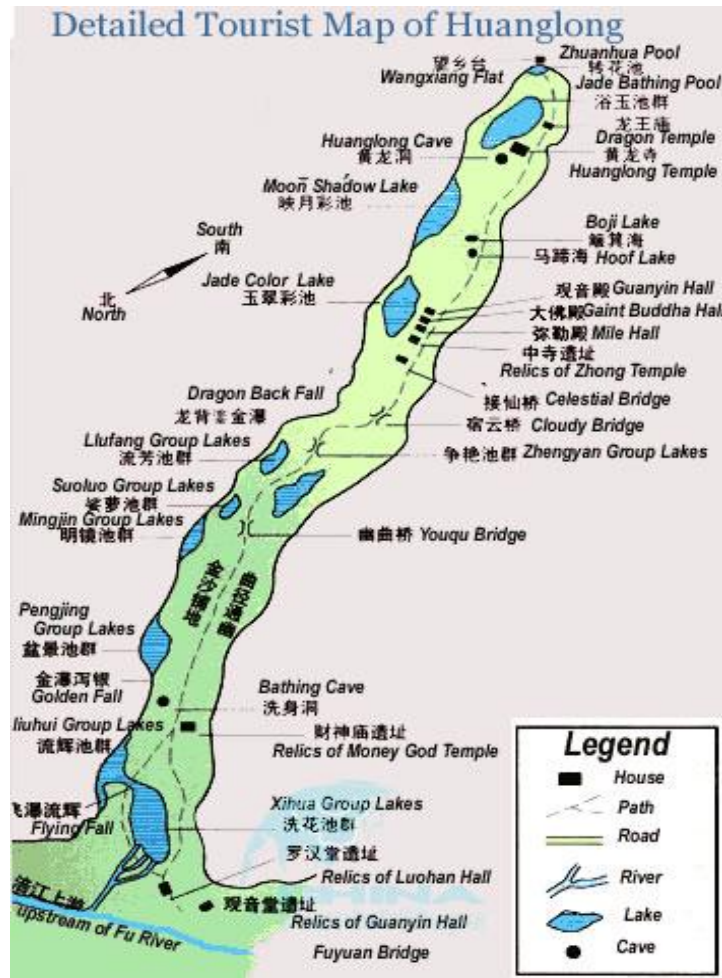 Detailed Tourist Map of Huanglong
望乡台
Wangxiang Flat
Zhuanhua Pool
转花池
Jade Bathing Pool
浴玉池群
龙王庙
Dragon Temple
Huanglong Cave
黄龙洞
黄龙寺
Huanglong Temple
Moon Shadow Lake
映月彩池
South
南
北
North
Boji Lake
簸箕海
马蹄海 Hoof Lake
Jade Color Lake
玉翠彩池
观音殿 Guanyin Hall
大佛殿 Gaint Buddha Hall
弥勒殿 Mile Hall
中寺遗址
Relics of Zhong Temple
接仙桥 Celestial Bridge
Dragon Back Fall
宿云桥 Cloudy Bridge
Llufang Group Lakes
流芳池群
争艳池群 Zhengyan Group Lakes
Suoluo Group Lakes
娑萝池群
Mingjin Group Lakes
明镜池群
幽曲桥 Youqu Bridge
金沙铺地
曲径通幽
Pengjing
Group Lakes
盆景池群
金瀑泻银
Golden Fall
Bathing Cave
洗身洞
liuhui Group Lakes
流辉池群
财神庙遗址
Relics of Money God Temple
飞瀑流辉
Flying Fall
Xihua Group Lakes
洗花池群
罗汉堂遗址
Relics of Luohan Hall
观音堂遗址
Relics of Guanyin Hall
涪江上游
upstream of Fu River
Fuyuan Bridge
Legend
House
Path
Road
River
Lake
Cave